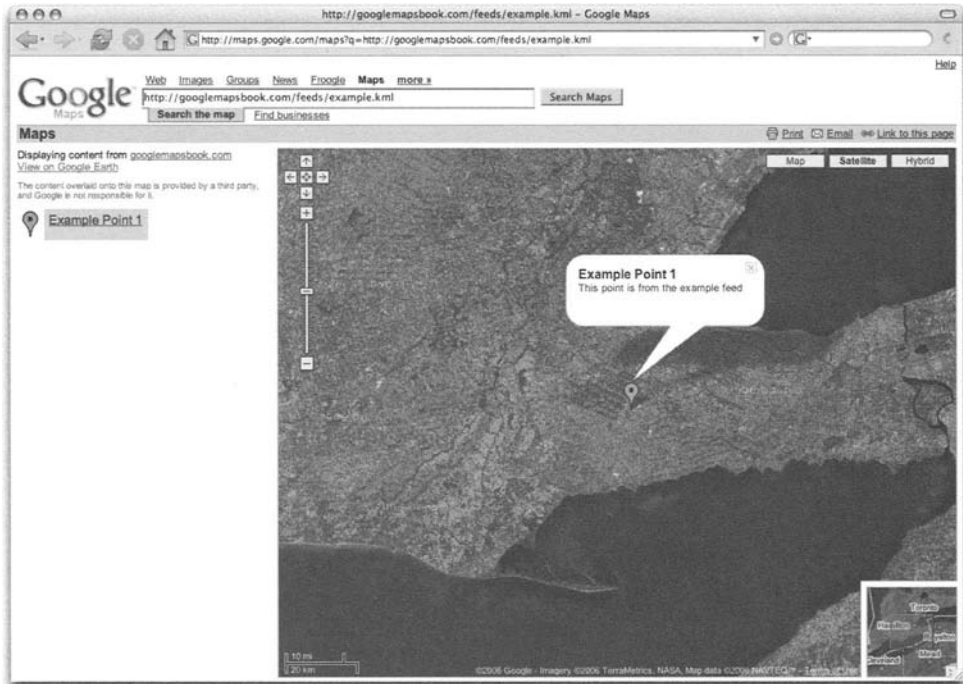 http://googlemapsbook.com/feeds/example.kml – Google Maps
G http://maps.google.com/maps?q=http://googlemapsbook.com/feeds/example.kml
G
Help
Google
Maps
Web Images Groups News Froogle Maps more »
http://googlemapsbook.com/feeds/example.kml
Search Maps
Search the map Find businesses
Maps
Print Email Link to this page
Displaying content from googlemapsbook.com
View on Google Earth
The content overlaid onto this map is provided by a third party,
and Google is not responsible for it.
Example Point 1
Map Satellite Hybrid
Example Point 1
This point is from the example feed
10 mi
20 km
©2006 Google - Imagery ©2006 TerraMetrics, NASA, Map data ©2006 NAVTEQ™ - Terms of Use
Toronto
Hamilton
Cleveland